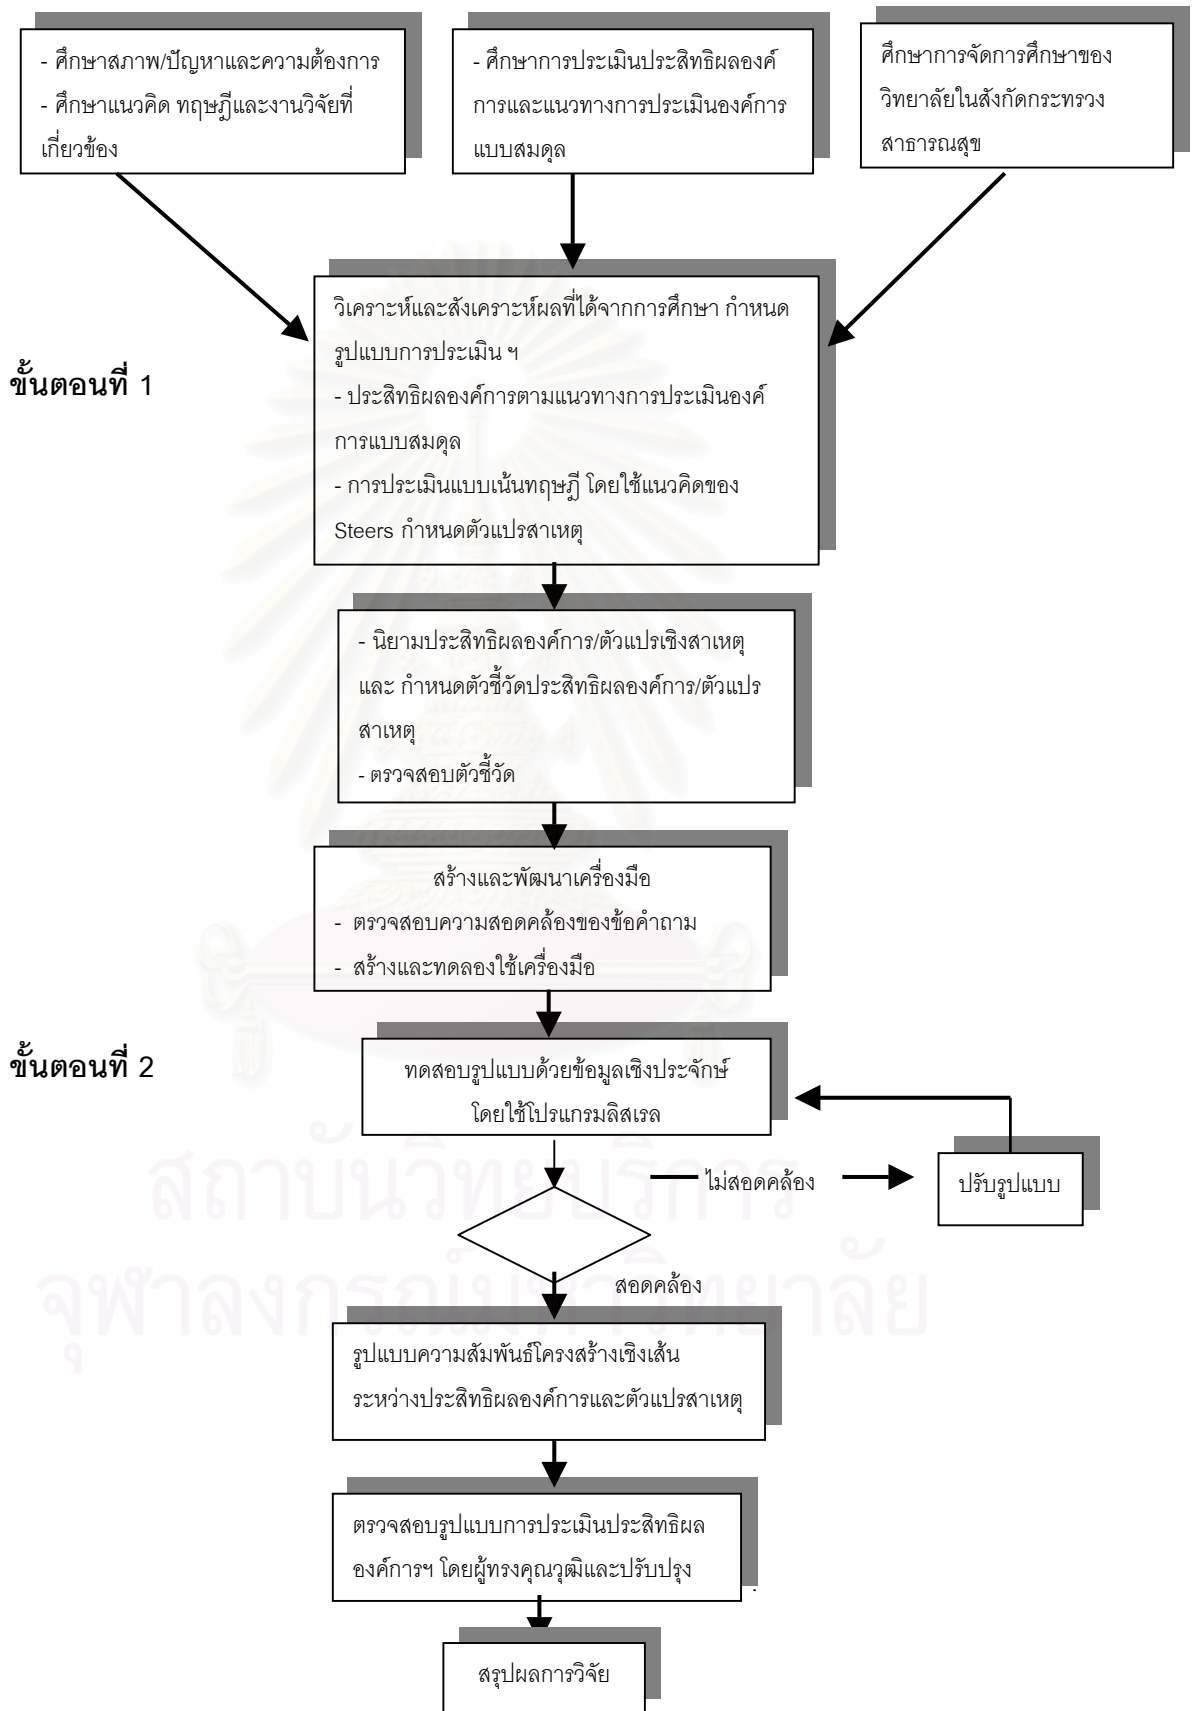 - ศึกษาสภาพ/ปัญหาและความต้องการ
- ศึกษาแนวคิด ทฤษฎีและงานวิจัยที่
เกี่ยวข้อง
- ศึกษาการประเมินประสิทธิผลองค์
การและแนวทางการประเมินองค์การ
แบบสมดุล
ศึกษาการจัดการศึกษาของ
วิทยาลัยในสังกัดกระทรวง
สาธารณสุข
วิเคราะห์และสังเคราะห์ผลที่ได้จากการศึกษา กำหนด
รูปแบบการประเมิน ฯ
- ประสิทธิผลองค์การตามแนวทางการประเมินองค์
การแบบสมดุล
- การประเมินแบบเน้นทฤษฎี โดยใช้แนวคิดของ
Steers กำหนดตัวแปรสาเหตุ
ขั้นตอนที่ 1
- นิยามประสิทธิผลองค์การ/ตัวแปรเชิงสาเหตุ
และ กำหนดตัวชี้วัดประสิทธิผลองค์การ/ตัวแปร
สาเหตุ
- ตรวจสอบตัวชี้วัด
สร้างและพัฒนาเครื่องมือ
- ตรวจสอบความสอดคล้องของข้อคำถาม
- สร้างและทดลองใช้เครื่องมือ
ขั้นตอนที่ 2
ทดสอบรูปแบบด้วยข้อมูลเชิงประจักษ์
โดยใช้โปรแกรมลิสเรล
ไม่สอดคล้อง
ปรับรูปแบบ
สอดคล้อง
รูปแบบความสัมพันธ์โครงสร้างเชิงเส้น
ระหว่างประสิทธิผลองค์การและตัวแปรสาเหตุ
ตรวจสอบรูปแบบการประเมินประสิทธิผล
องค์การฯ โดยผู้ทรงคุณวุฒิและปรับปรุง
สรุปผลการวิจัย
สถาบันวิทยบริการ
จุฬาลงกรณ์มหาวิทยาลัย